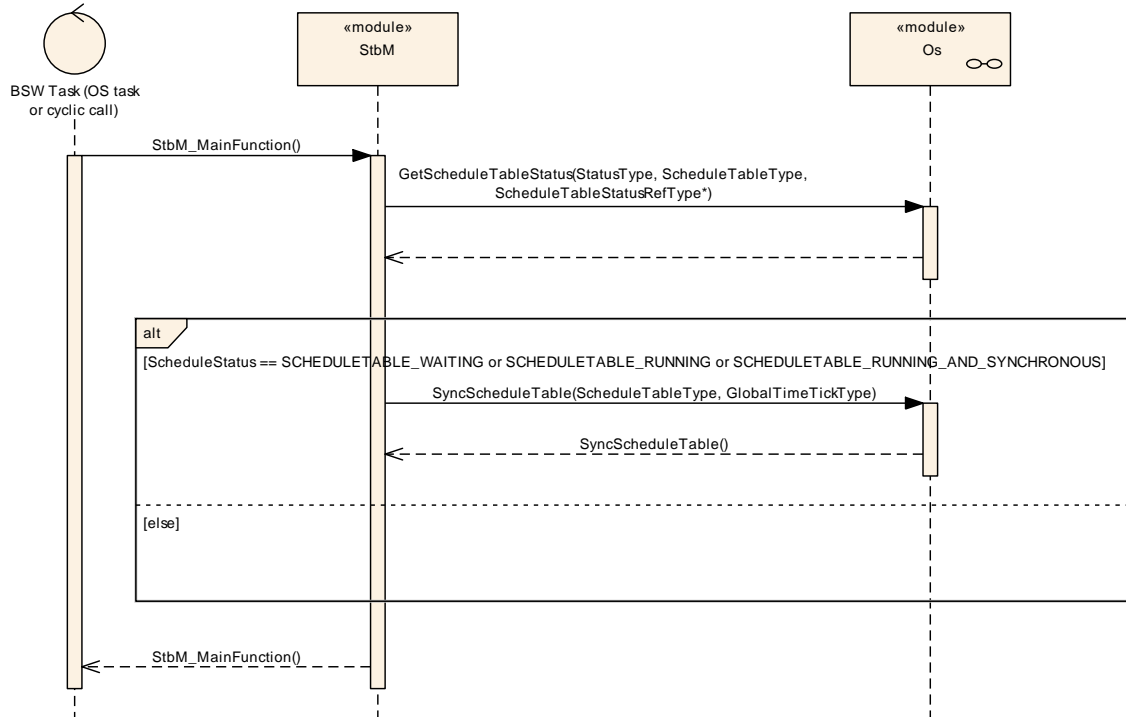 «module»
StbM
«module»
Os
BSW Task (OS task
or cyclic call)
StbM_MainFunction()
GetScheduleTableStatus(StatusType, ScheduleTableType,
ScheduleTableStatusRefType*)
alt
[ScheduleStatus == SCHEDULETABLE_WAITING or SCHEDULETABLE_RUNNING or SCHEDULETABLE_RUNNING_AND_SYNCHRONOUS]
SyncScheduleTable(ScheduleTableType, GlobalTimeTickType)
SyncScheduleTable()
[else]
StbM_MainFunction()